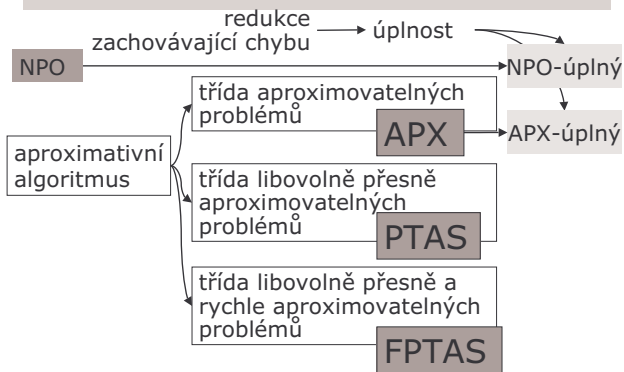 redukce
zachovávající chybu
úplnost
NPO
NPO-úplný
třída aproximovatelných
problémů
APX
APX-úplný
aproximativní
algoritmus
třída libovolně přesně
aproximovatelných
problémů
PTAS
třída libovolně přesně a
rychle aproximovatelných
problémů
FPTAS